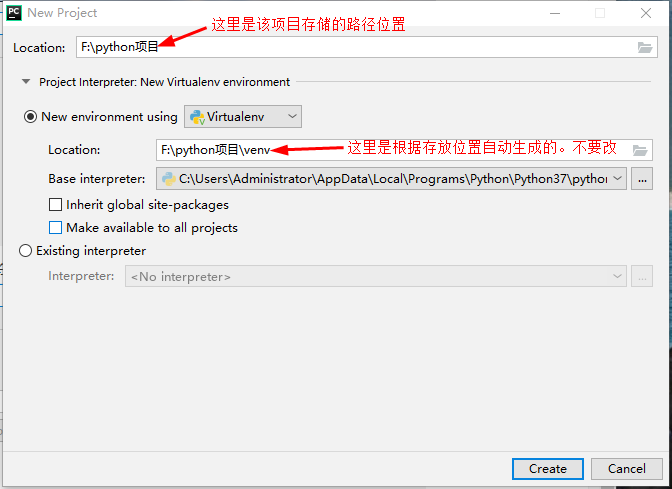 PC New Project
这里是该项目存储的路径位置
Location: F:\python项目
Project Interpreter: New Virtualenv environment
New environment using Virtualenv
Location: F:\python项目\venv 这里是根据存放位置自动生成的。不要改
Base interpreter: C:\Users\Administrator\AppData\Local\Programs\Python\Python37\python ...
Inherit global site-packages
Make available to all projects
Existing interpreter
Interpreter: <No interpreter> ...
Create Cancel